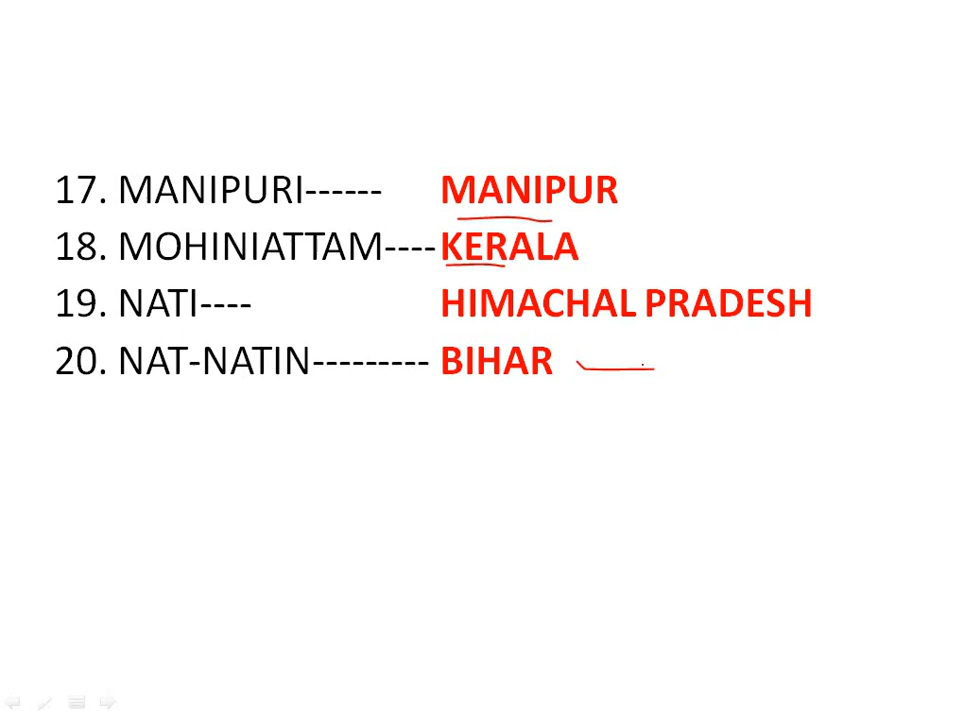 17. MANIPURI------ MANIPUR
18. MOHINIATTAM----KERALA
19. NATI---- HIMACHAL PRADESH
20. NAT-NATIN--------- BIHAR